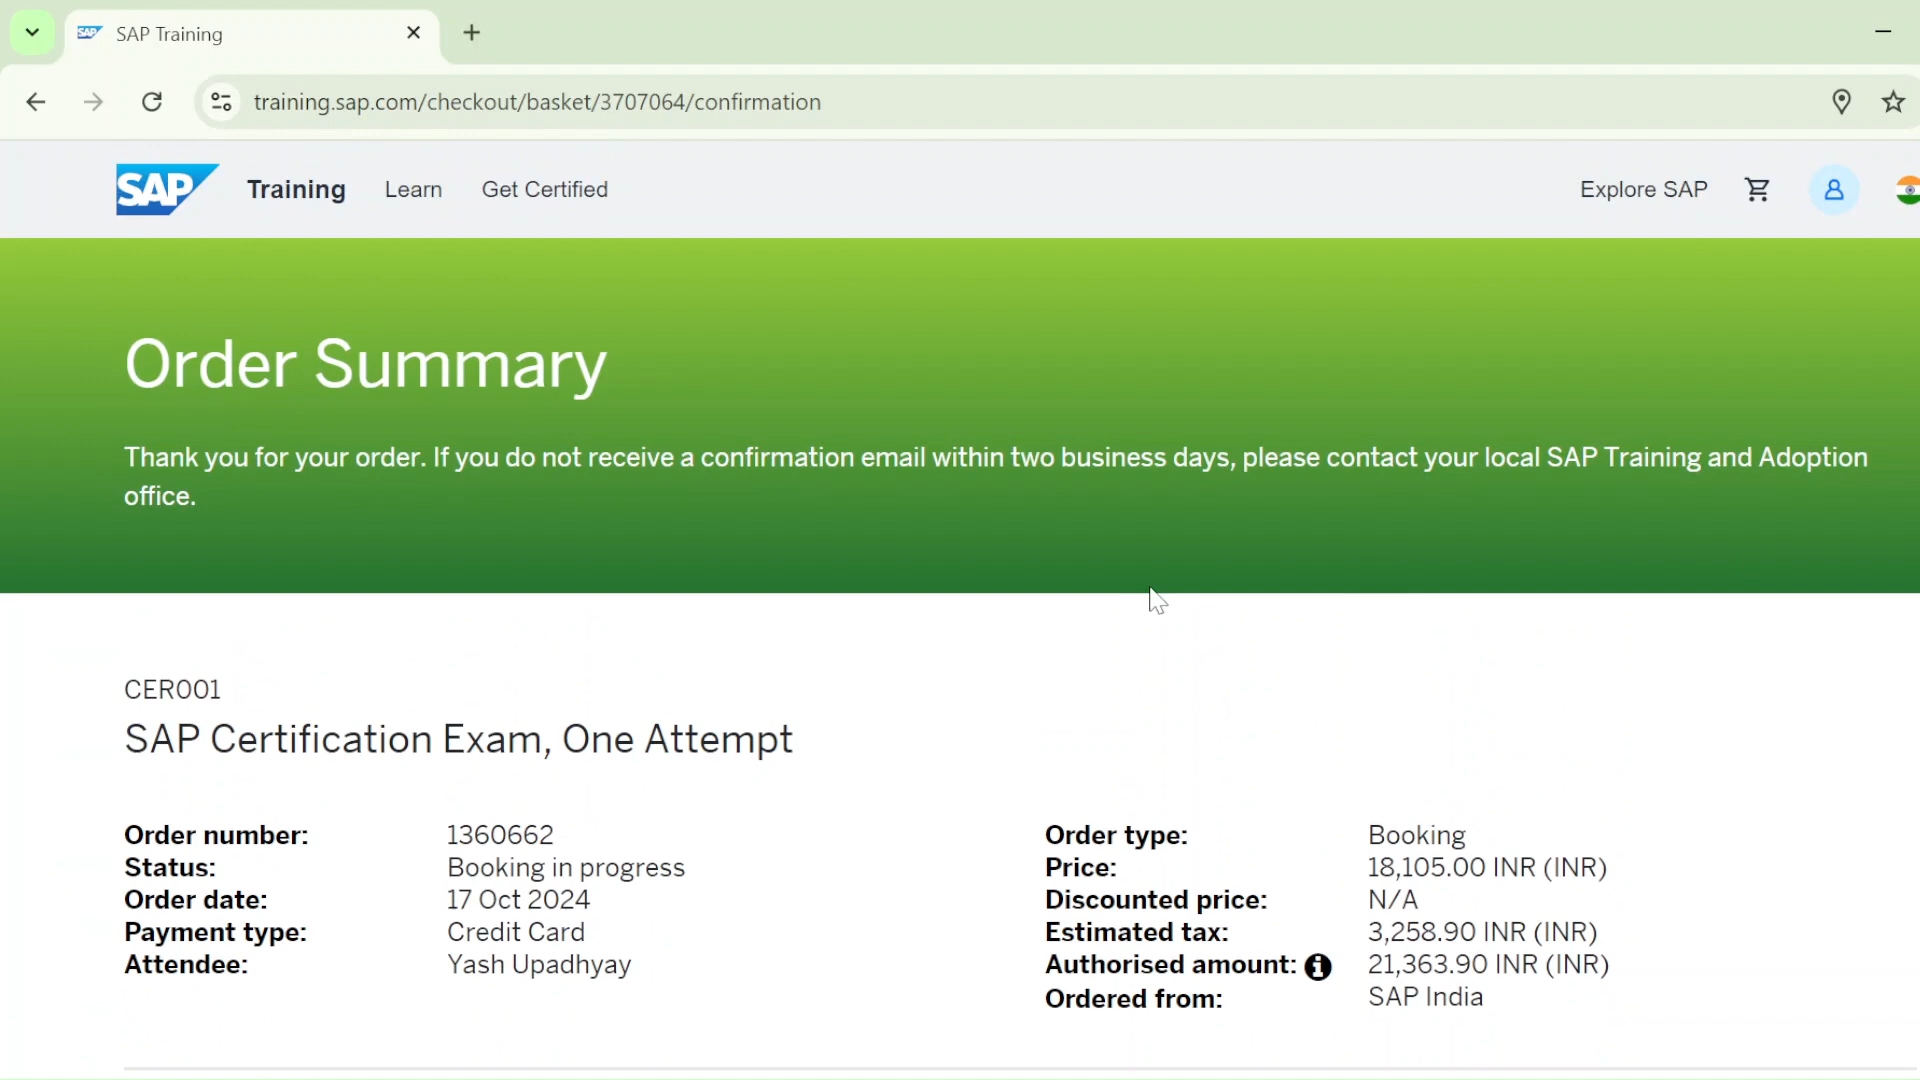 SAP Training
training.sap.com/checkout/basket/3707064/confirmation
SAP Training Learn Get Certified Explore SAP
Order Summary
Thank you for your order. If you do not receive a confirmation email within two business days, please contact your local SAP Training and Adoption
office.
CER001
SAP Certification Exam, One Attempt
Order number: 1360662
Status: Booking in progress
Order date: 17 Oct 2024
Payment type: Credit Card
Attendee: Yash Upadhyay
Order type: Booking
Price: 18,105.00 INR (INR)
Discounted price: N/A
Estimated tax: 3,258.90 INR (INR)
Authorised amount: 21,363.90 INR (INR)
Ordered from: SAP India